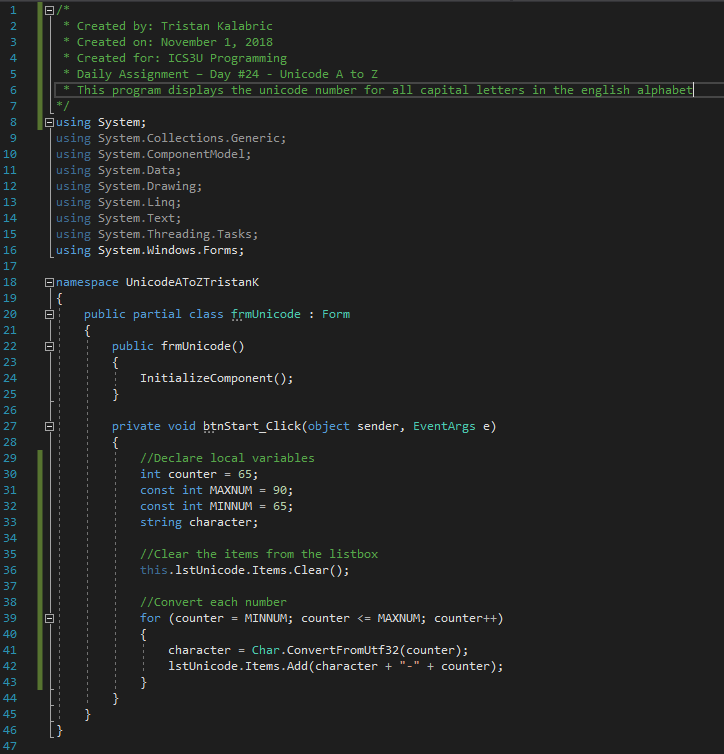 1 /*
2 * Created by: Tristan Kalabric
3 * Created on: November 1, 2018
4 * Created for: ICS3U Programming
5 * Daily Assignment – Day #24 - Unicode A to Z
6 * This program displays the unicode number for all capital letters in the english alphabet
7 */
8 using System;
9 using System.Collections.Generic;
10 using System.ComponentModel;
11 using System.Data;
12 using System.Drawing;
13 using System.Linq;
14 using System.Text;
15 using System.Threading.Tasks;
16 using System.Windows.Forms;
17
18 namespace UnicodeAToZTristanK
19 {
20 public partial class frmUnicode : Form
21 {
22 public frmUnicode()
23 {
24 InitializeComponent();
25 }
26
27 private void btnStart_Click(object sender, EventArgs e)
28 {
29 //Declare local variables
30 int counter = 65;
31 const int MAXNUM = 90;
32 const int MINNUM = 65;
33 string character;
34
35 //Clear the items from the listbox
36 this.lstUnicode.Items.Clear();
37
38 //Convert each number
39 for (counter = MINNUM; counter <= MAXNUM; counter++)
40 {
41 character = Char.ConvertFromUtf32(counter);
42 lstUnicode.Items.Add(character + "-" + counter);
43 }
44 }
45 }
46 }
47